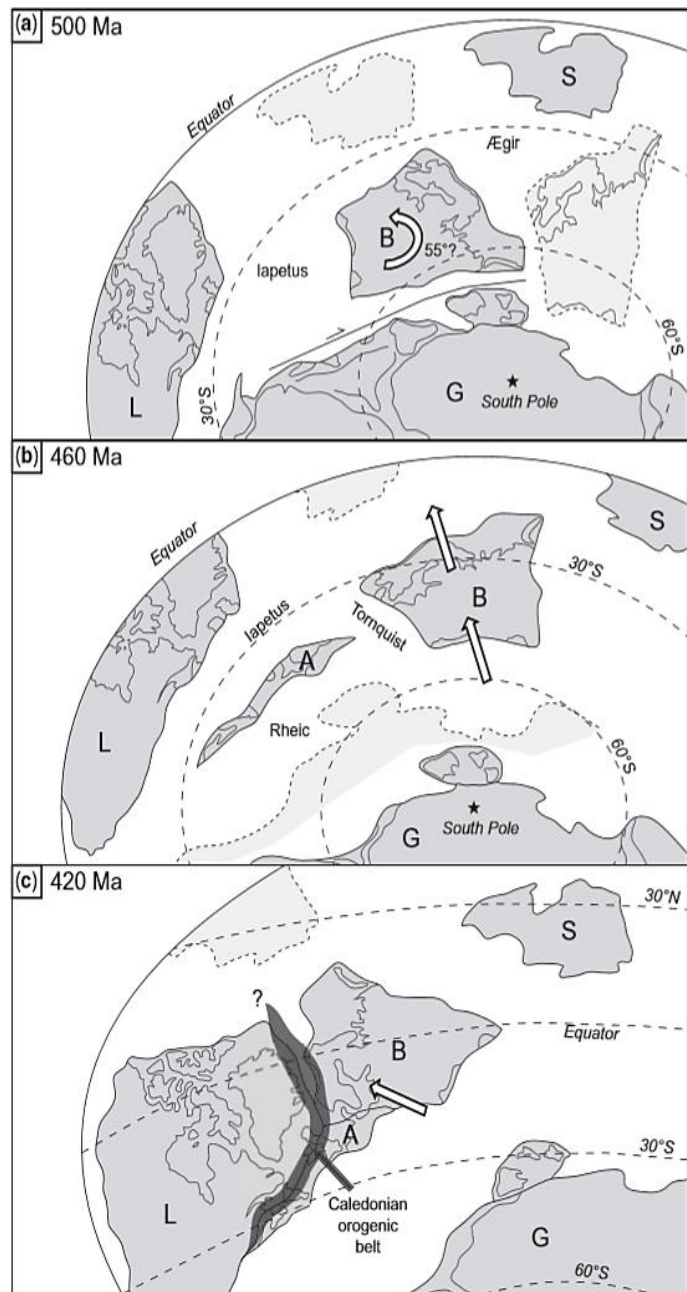 (a) 500 Ma
S
Equator
Ægir
B
55°?
Iapetus
30°S
60°S
L
G
South Pole
(b) 460 Ma
S
Equator
30°S
B
Iapetus
Tornquist
A
Rheic
L
60°S
South Pole
G
(c) 420 Ma
30°N
S
?
B
Equator
A
30°S
L
Caledonian
orogenic
belt
G
60°S